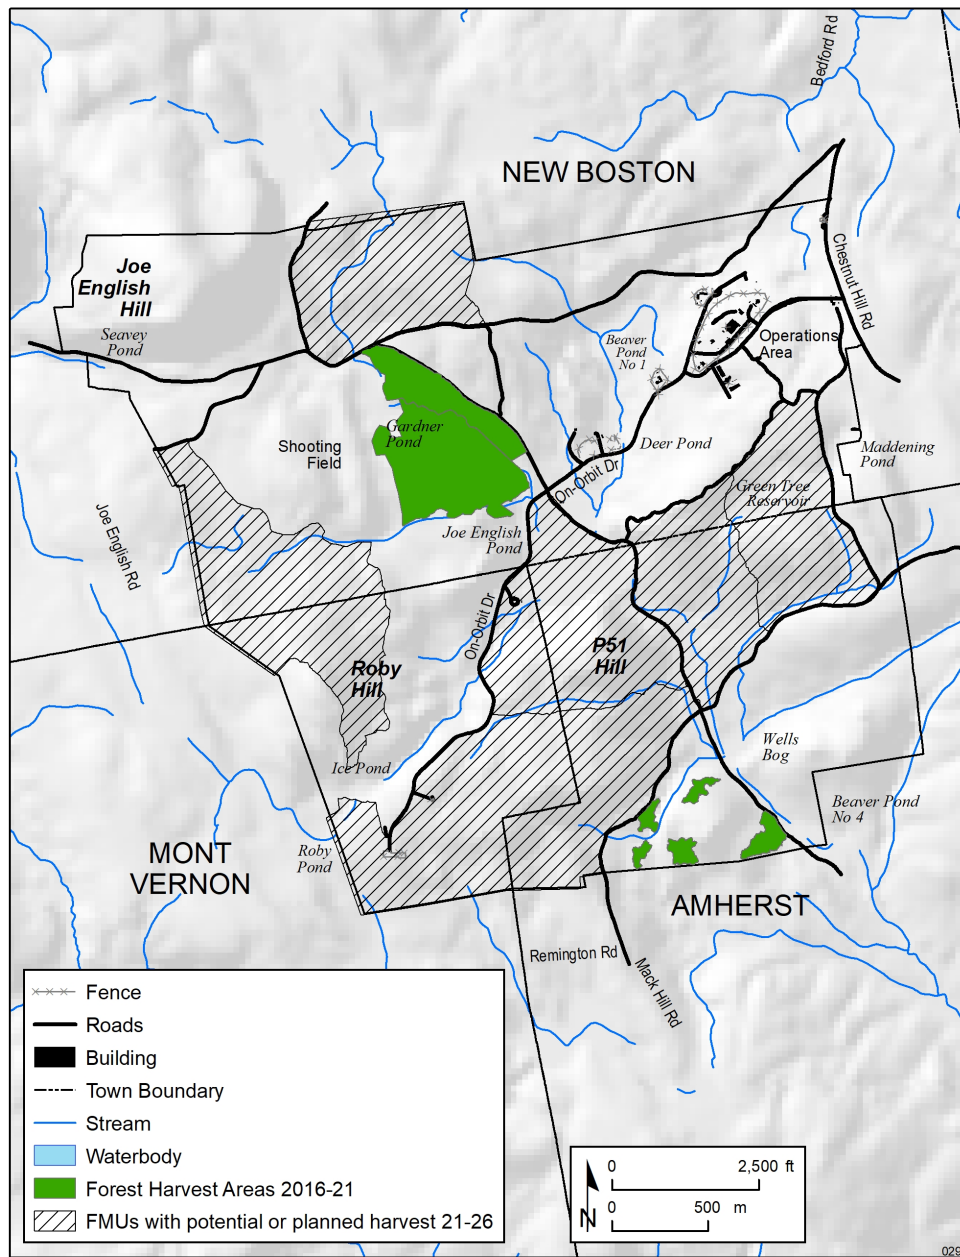 Bedford Rd
NEW BOSTON
Joe
English
Hill
Seavey
Pond
Chestnut Hill Rd
Beaver
Pond
No 1
Operations
Area
Gardner
Pond
Shooting
Field
Deer Pond
Maddening
Pond
On-Orbit Dr
Green Tree
Reservoir
Joe English Rd
Joe English
Pond
On-Orbit Dr
P51
Hill
Roby
Hill
Wells
Bog
Ice Pond
Beaver Pond
No 4
Roby
Pond
MONT
VERNON
AMHERST
Remington Rd
Mack Hill Rd
Fence
Roads
Building
Town Boundary
Stream
Waterbody
Forest Harvest Areas 2016-21
FMUs with potential or planned harvest 21-26
N
0 2,500 ft
0 500 m
029